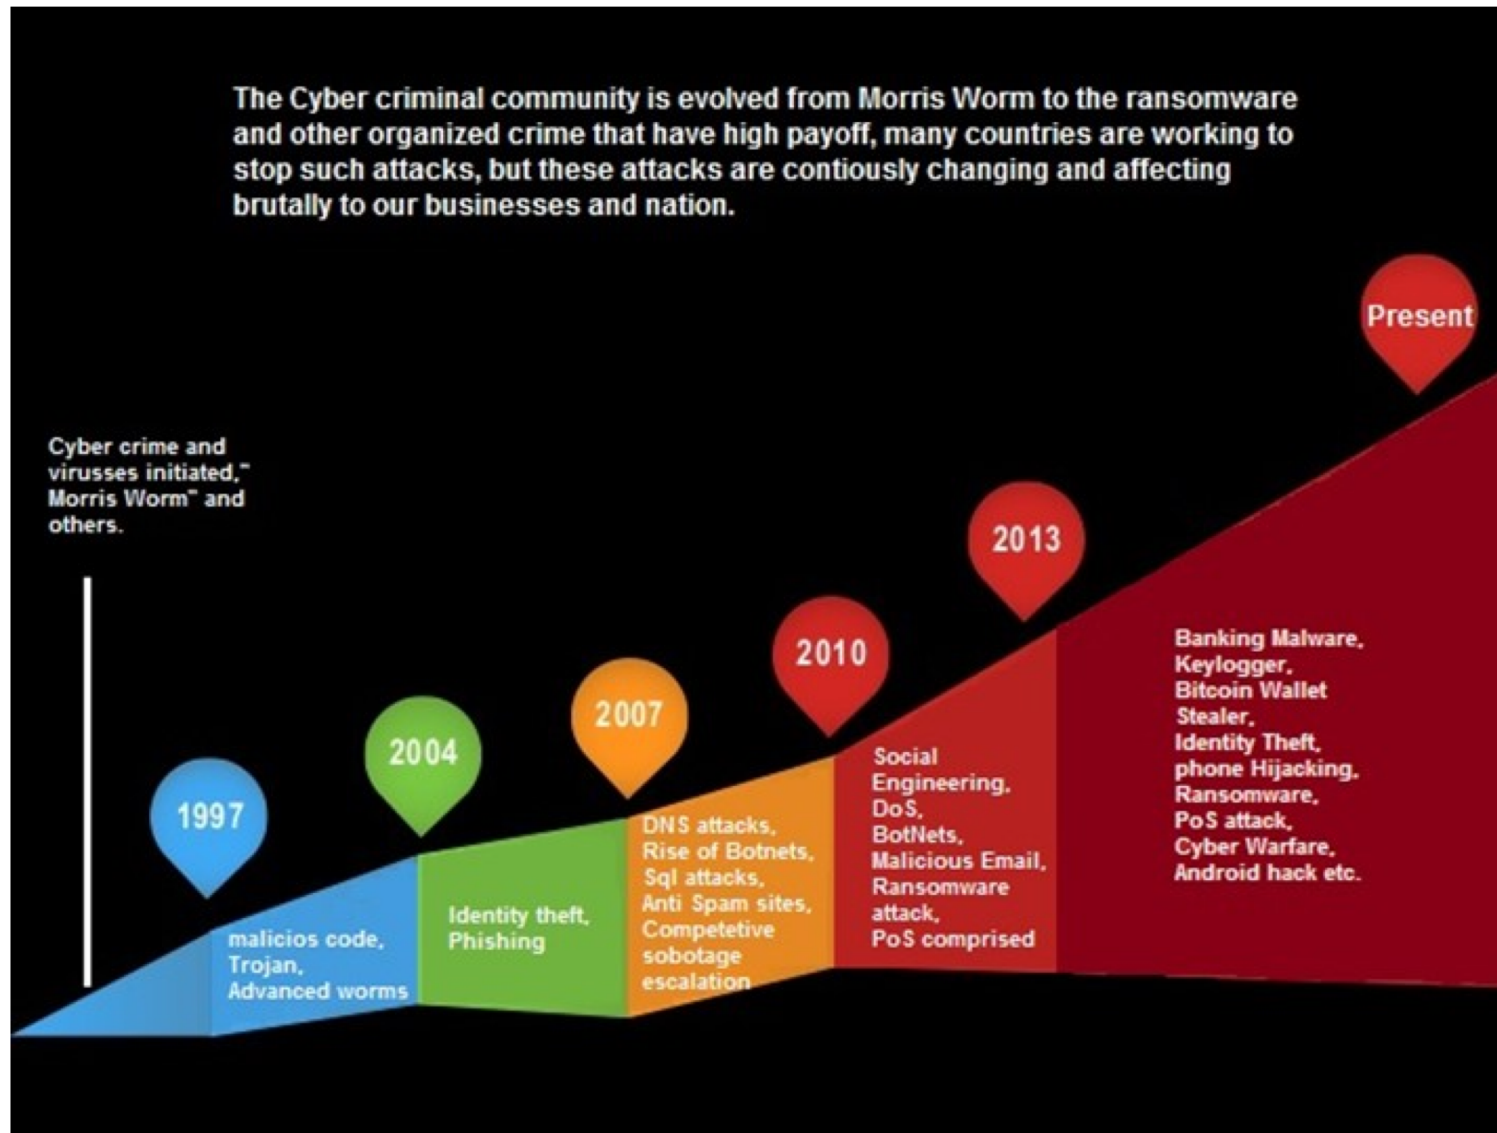 The Cyber criminal community is evolved from Morris Worm to the ransomware
and other organized crime that have high payoff, many countries are working to
stop such attacks, but these attacks are contiously changing and affecting
brutally to our businesses and nation.
Present
Cyber crime and
virusses initiated,"
Morris Worm" and
others.
2013
2010
2007
2004
1997
malicios code,
Trojan,
Advanced worms
Identity theft,
Phishing
DNS attacks,
Rise of Botnets,
Sql attacks,
Anti Spam sites,
Competetive
sobotage
escalation
Social
Engineering,
DoS,
BotNets,
Malicious Email,
Ransomware
attack,
PoS comprised
Banking Malware,
Keylogger,
Bitcoin Wallet
Stealer,
Identity Theft,
phone Hijacking,
Ransomware,
PoS attack,
Cyber Warfare,
Android hack etc.